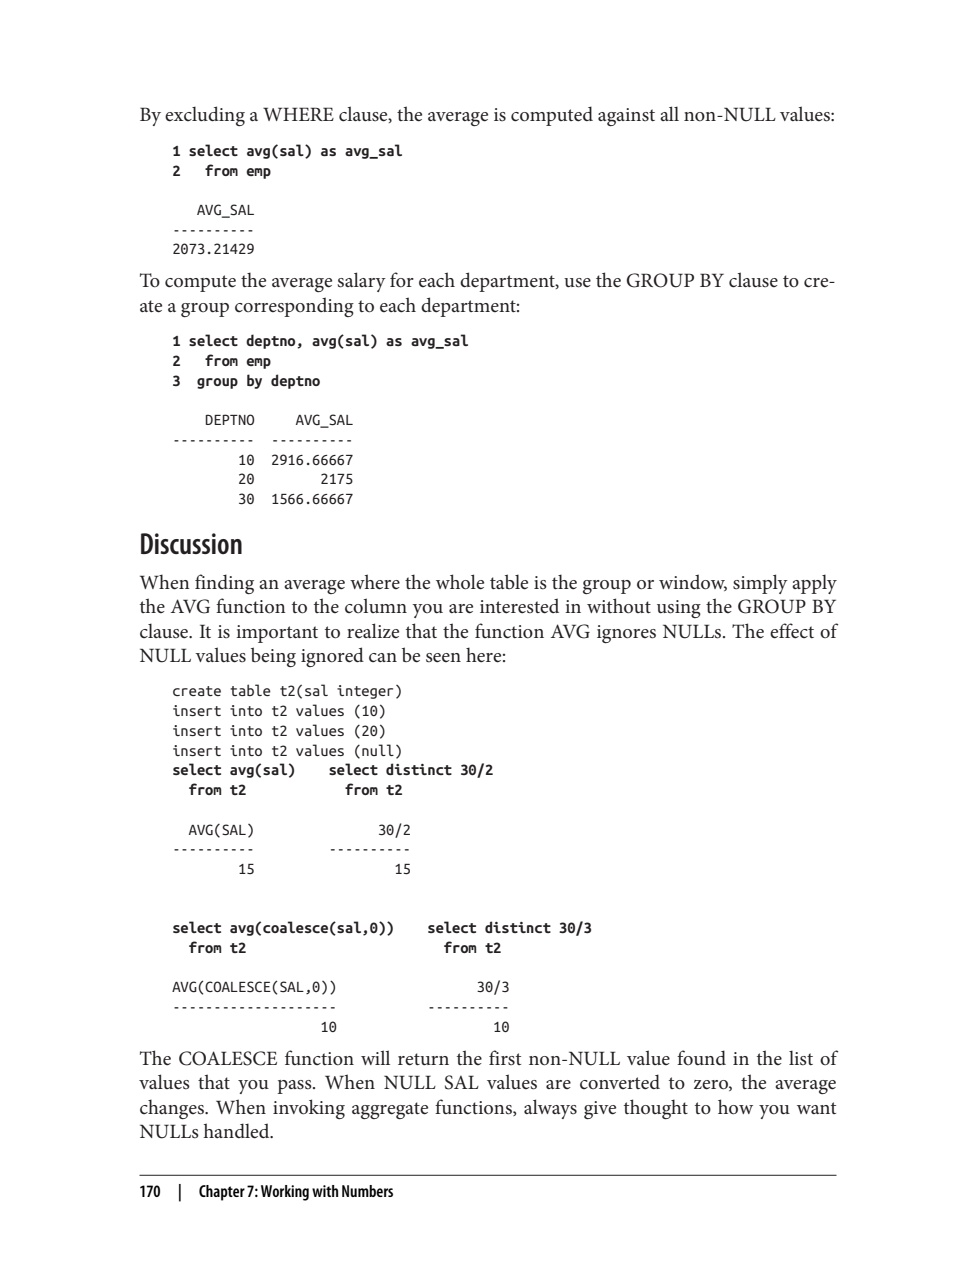 By excluding a WHERE clause, the average is computed against all non-NULL values:
1 select avg(sal) as avg_sal
2   from emp
   AVG_SAL
----------
2073.21429
To compute the average salary for each department, use the GROUP BY clause to cre-
ate a group corresponding to each department:
1 select deptno, avg(sal) as avg_sal
2   from emp
3  group by deptno
    DEPTNO     AVG_SAL
----------  ----------
        10  2916.66667
        20        2175
        30  1566.66667
Discussion
When finding an average where the whole table is the group or window, simply apply
the AVG function to the column you are interested in without using the GROUP BY
clause. It is important to realize that the function AVG ignores NULLs. The effect of
NULL values being ignored can be seen here:
create table t2(sal integer)
insert into t2 values (10)
insert into t2 values (20)
insert into t2 values (null)
select avg(sal)    select distinct 30/2
  from t2            from t2
  AVG(SAL)               30/2
----------         ----------
        15                 15
select avg(coalesce(sal,0))    select distinct 30/3
  from t2                        from t2
AVG(COALESCE(SAL,0))                 30/3
--------------------           ----------
                  10                   10
The COALESCE function will return the first non-NULL value found in the list of
values that you pass. When NULL SAL values are converted to zero, the average
changes. When invoking aggregate functions, always give thought to how you want
NULLs handled.
170 | Chapter 7: Working with Numbers